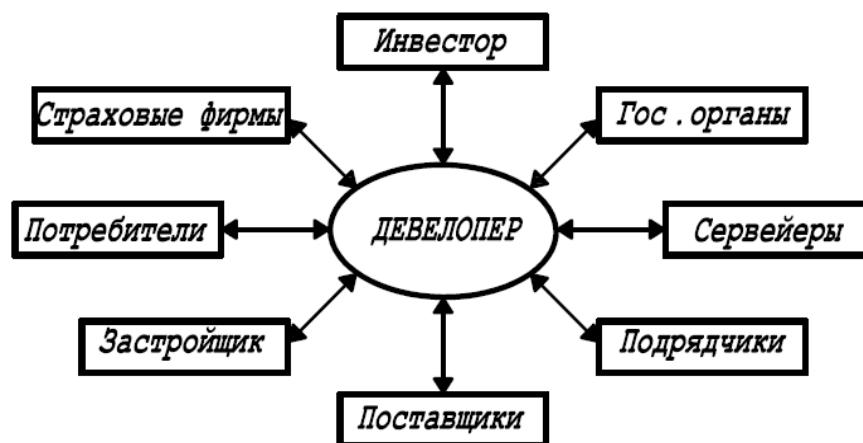 Инвестор
Страховые фирмы
Гос.органы
Потребители
ДЕВЕЛОПЕР
Сервейеры
Застройщик
Подрядчики
Поставщики